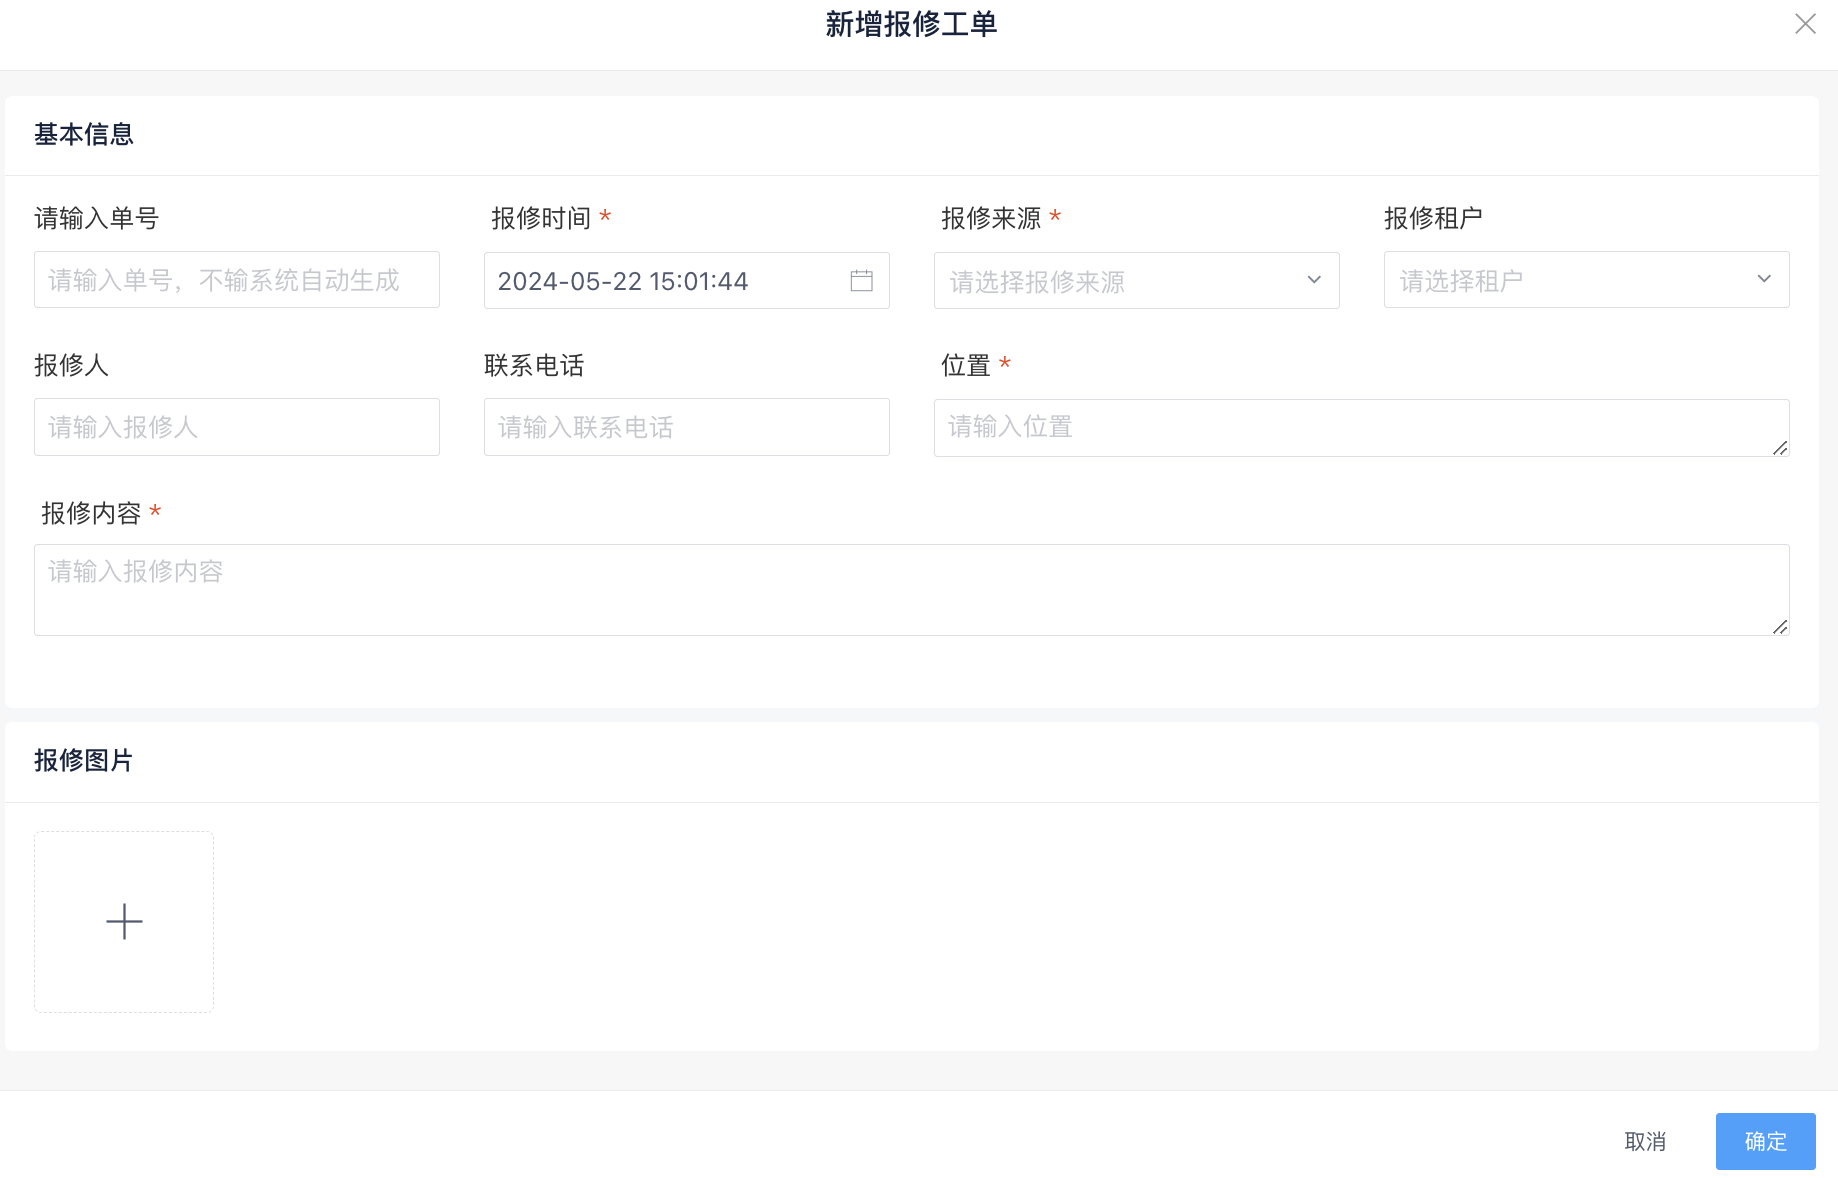 新增报修工单
基本信息
请输入单号
报修时间 *
报修来源 *
报修租户
请输入单号，不输系统自动生成
2024-05-22 15:01:44
请选择报修来源
请选择租户
报修人
联系电话
位置 *
请输入报修人
请输入联系电话
请输入位置
报修内容 *
请输入报修内容
报修图片
取消
确定